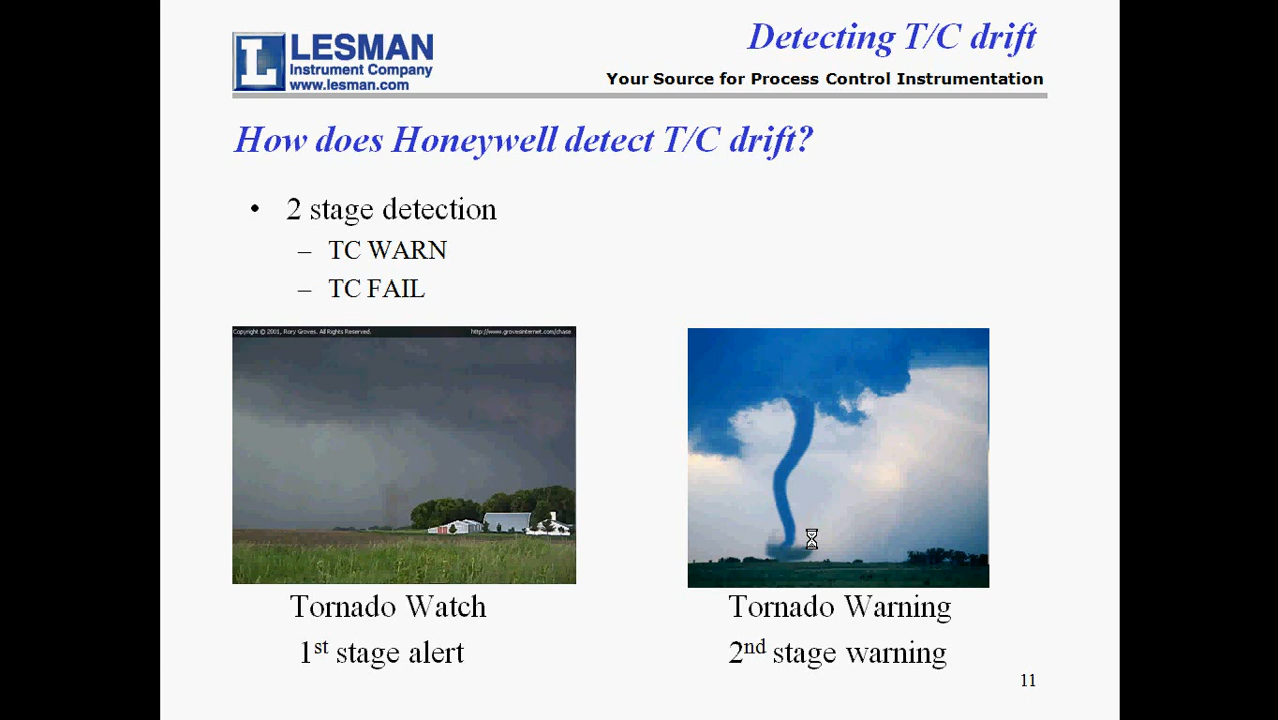 LESMAN
Instrument Company
www.lesman.com
Detecting T/C drift
Your Source for Process Control Instrumentation
How does Honeywell detect T/C drift?
• 2 stage detection
– TC WARN
– TC FAIL
Copyright © 2001, Rory Groves. All Rights Reserved.
http://www.grovesinternet.com/chase
Tornado Watch
1st stage alert
Tornado Warning
2nd stage warning
11